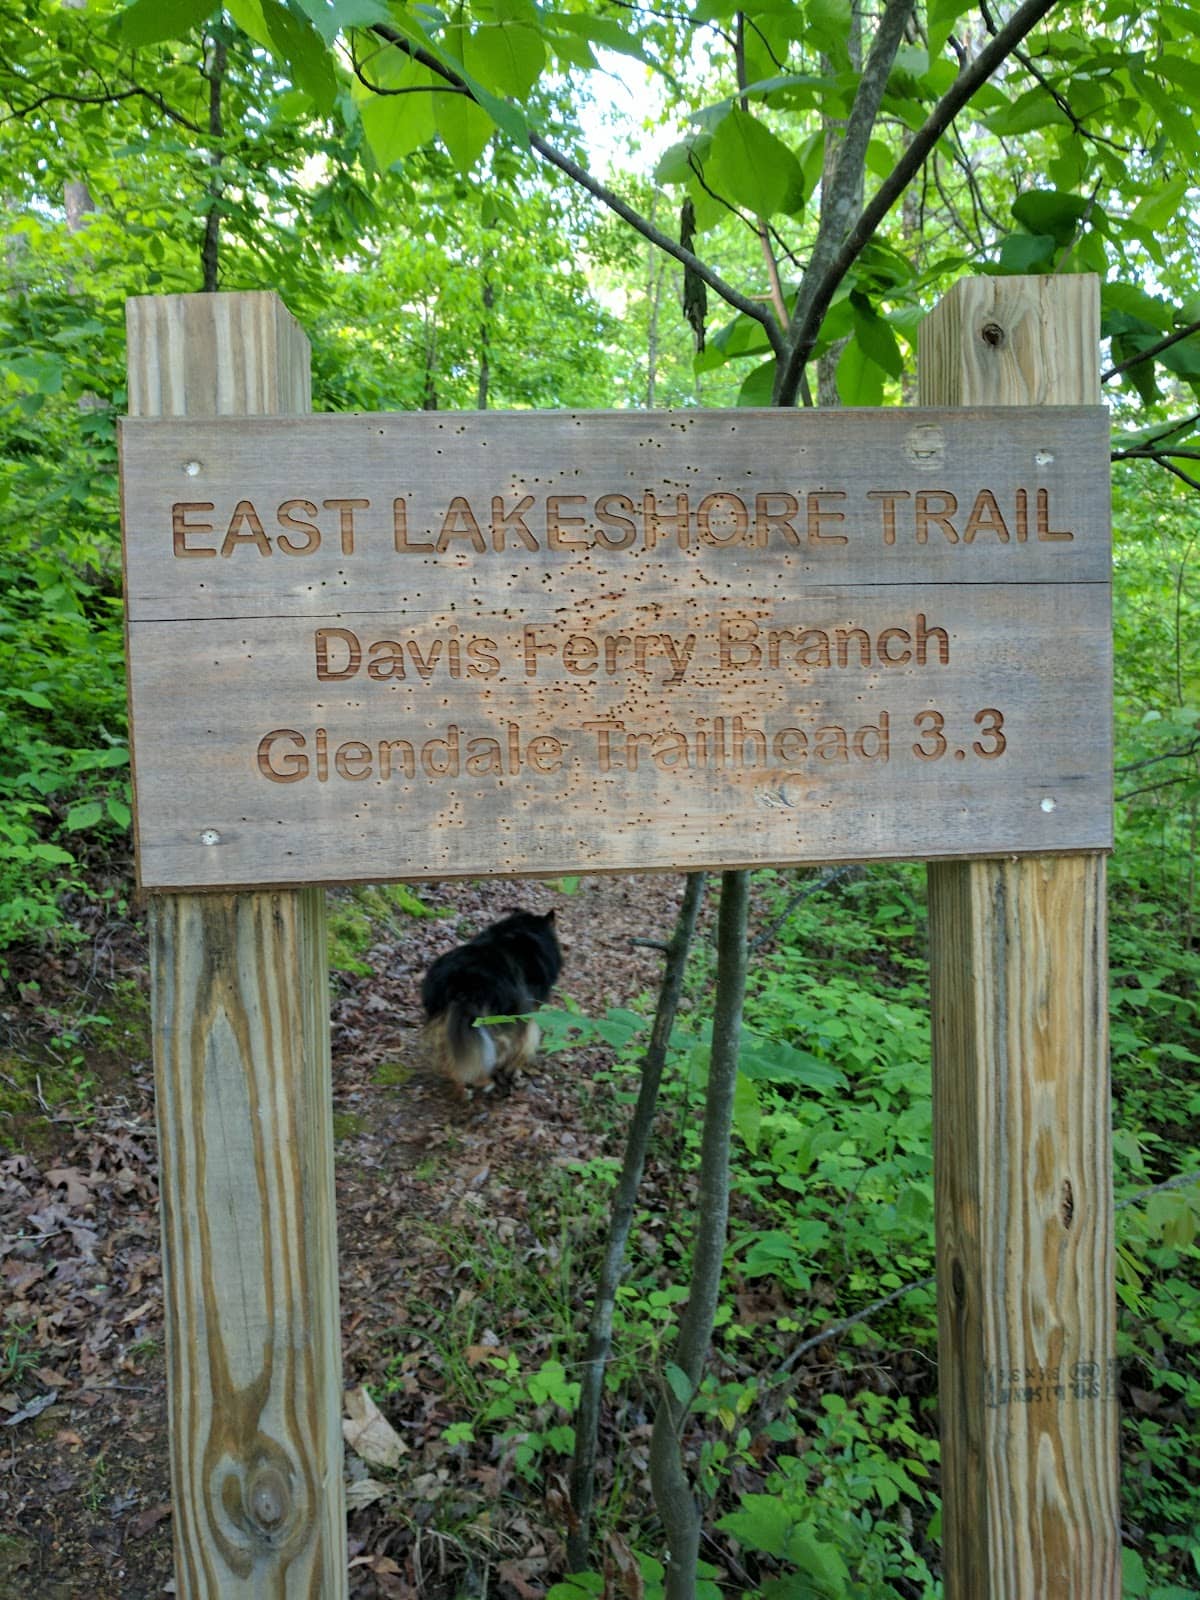 EAST LAKESHORE TRAIL
Davis Ferry Branch
Glendale Trailhead 3.3